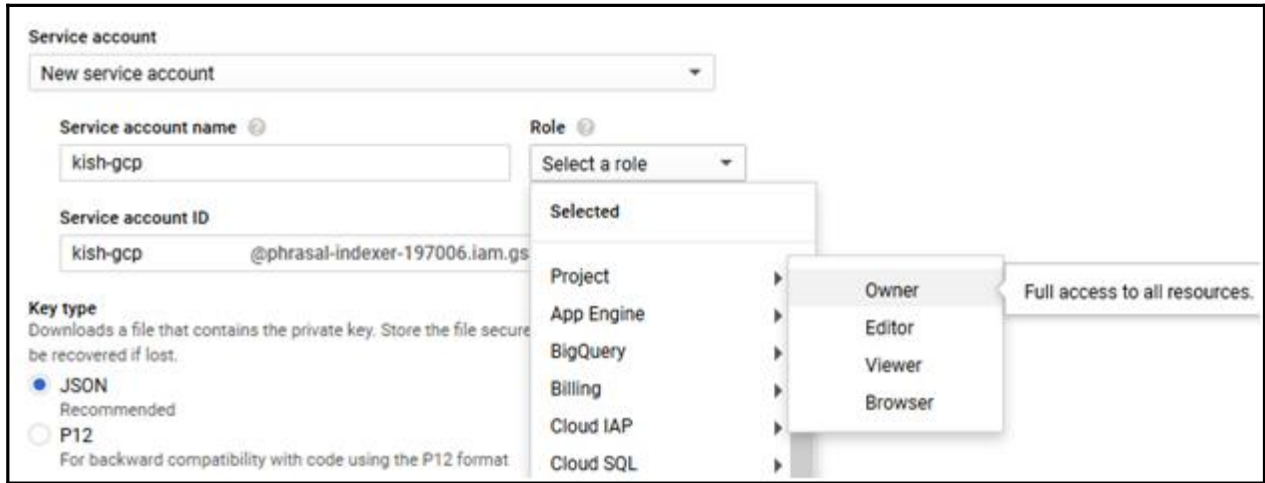 Service account
New service account
Service account name
Role
kish-gcp
Select a role
Selected
Service account ID
kish-gcp @phrasal-indexer-197006.iam.gs
Project
App Engine
BigQuery
Billing
Cloud IAP
Cloud SQL
Owner
Editor
Viewer
Browser
Full access to all resources.
Key type
Downloads a file that contains the private key. Store the file secure
be recovered if lost.
JSON
Recommended
P12
For backward compatibility with code using the P12 format